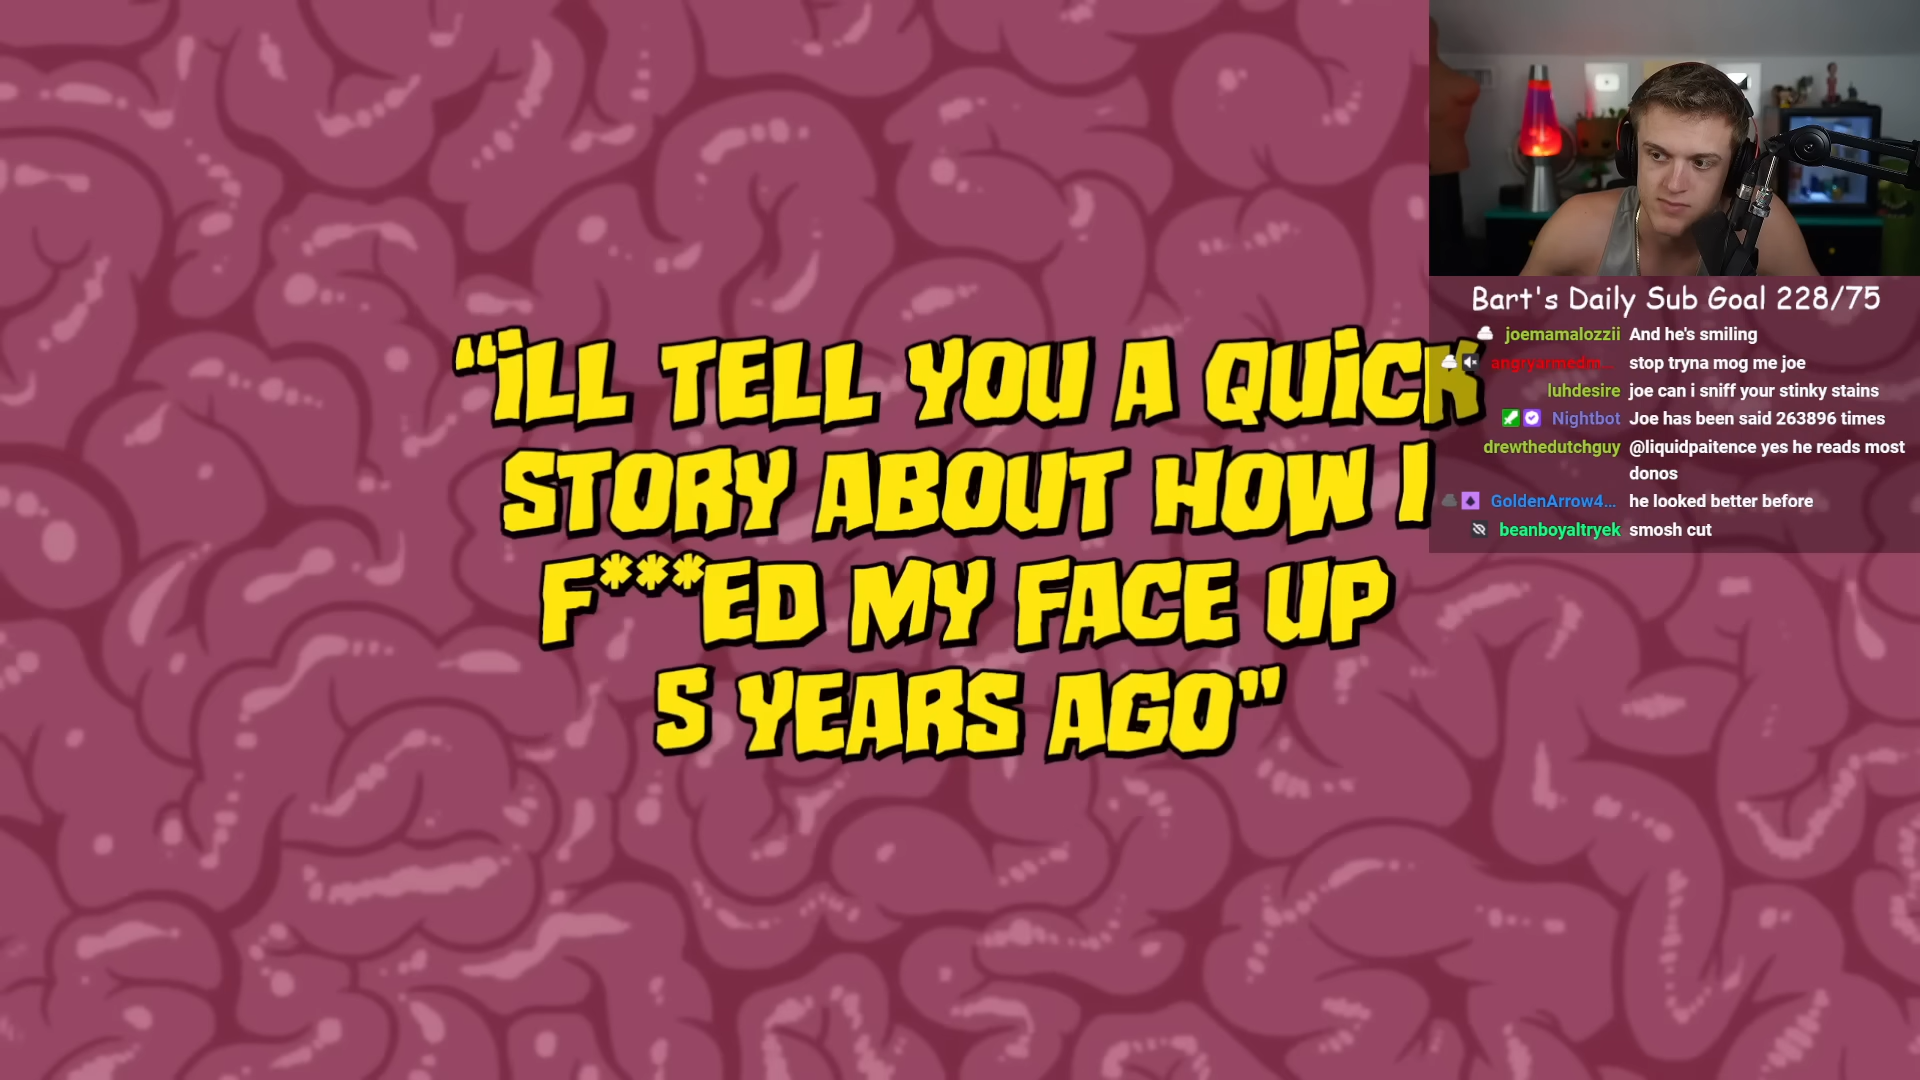 “iLL TELL YOU A QUiCK
STORY ABOUT HOW I
F***ED MY FACE UP
5 YEARS AGO”
Bart's Daily Sub Goal 228/75
joemamalozzii And he's smiling
angryarmedm... stop tryna mog me joe
luhdesire joe can i sniff your stinky stains
Nightbot Joe has been said 263896 times
drewthedutchguy @liquidpaitence yes he reads most
donos
GoldenArrow4... he looked better before
beanboyaltryek smosh cut